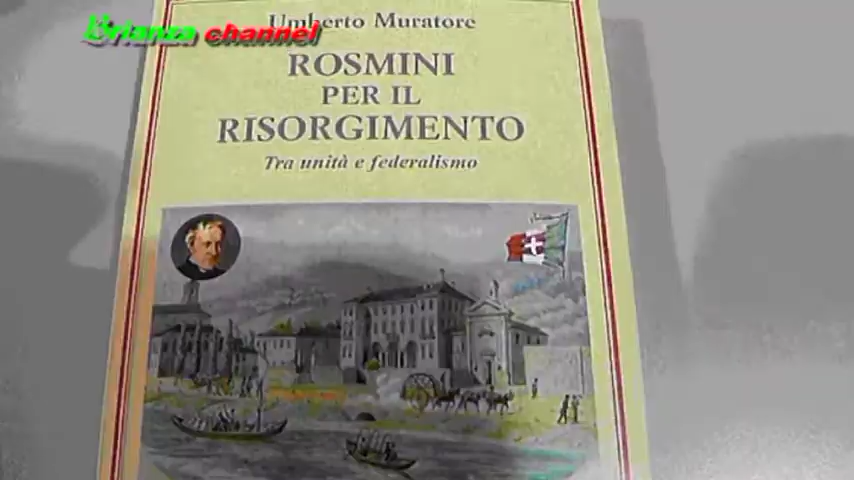 Brianza channel
Umberto Muratore
ROSMINI
PER IL
RISORGIMENTO
Tra unità e federalismo